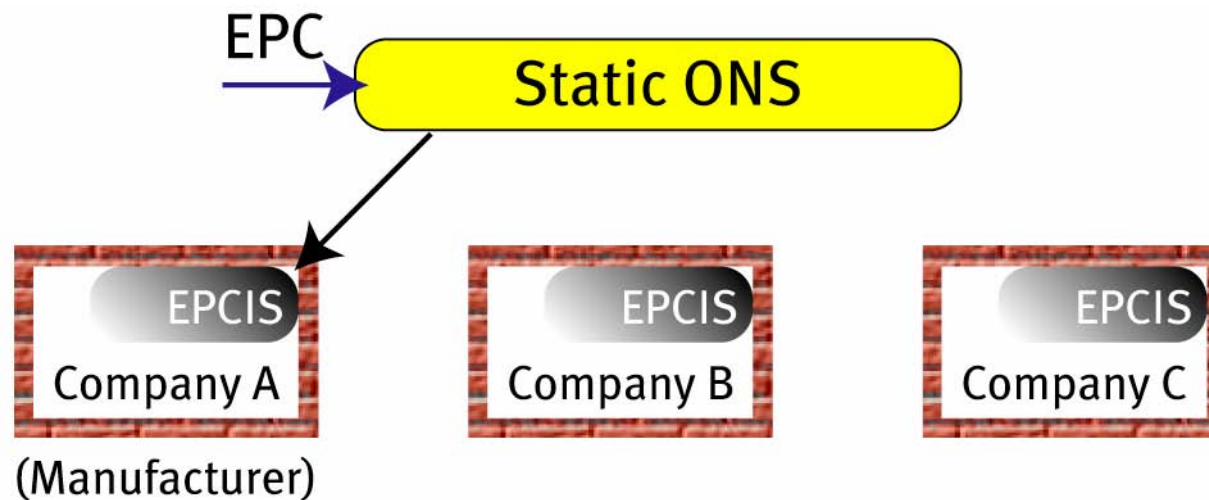 EPC
Static ONS
EPCIS
EPCIS
EPCIS
Company A
Company B
Company C
(Manufacturer)